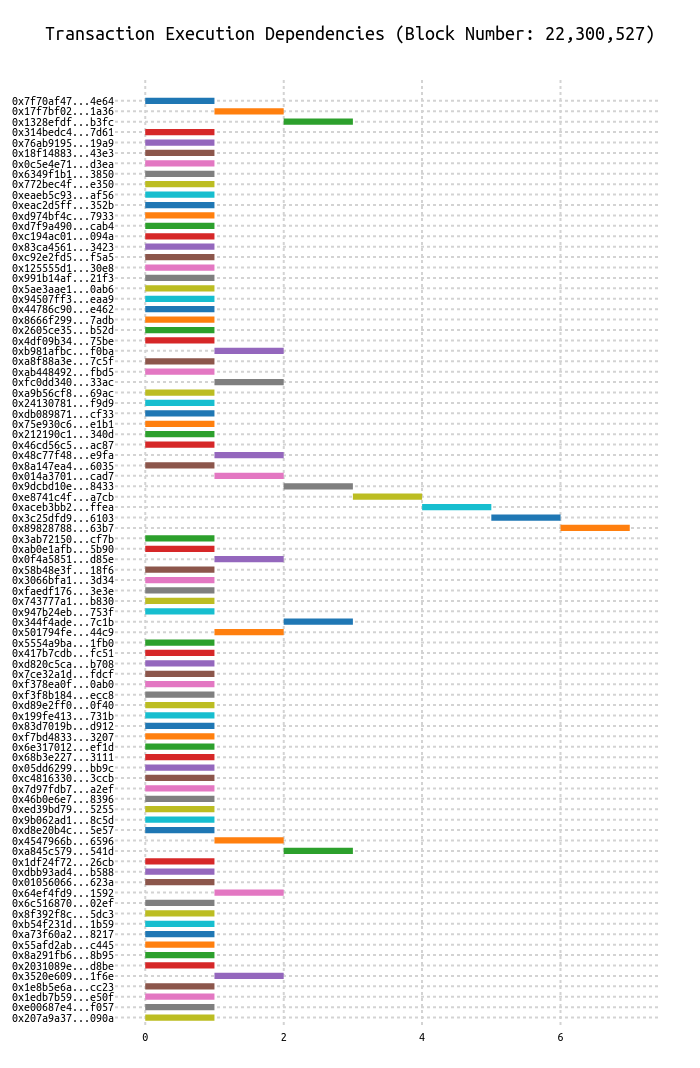 Transaction Execution Dependencies (Block Number: 22,300,527)
0x7f70af47...4e64
0x17f7bf02...1a36
0x1328efdf...b3fc
0x314bedc4...7d61
0x76ab9195...19a9
0x18f14883...43e3
0x0c5e4e71...d3ea
0x6349f1b1...3850
0x772bec4f...e350
0xeaeb5c93...af56
0xeac2d5ff...352b
0xd974bf4c...7933
0xd7f9a490...cab4
0xc194ac01...094a
0x83ca4561...3423
0xc92e2fd5...f5a5
0x125555d1...30e8
0x991b14af...21f3
0x5ae3aae1...0ab6
0x94507ff3...eaa9
0x44786c90...e462
0x8666f299...7adb
0x2605ce35...b52d
0x4df09b34...75be
0xb981afbc...f0ba
0xa8f88a3e...7c5f
0xab448492...fbd5
0xfc0dd340...33ac
0xa9b56cf8...69ac
0x24130781...f9d9
0xdb089871...cf33
0x75e930c6...e1b1
0x212190c1...340d
0x46cd56c5...ac87
0x48c77f48...e9fa
0x8a147ea4...6035
0x014a3701...cad7
0x9dcbd10e...8433
0xe8741c4f...a7cb
0xaceb3bb2...ffea
0x3c25dfd9...6103
0x89828788...63b7
0x3ab72150...cf7b
0xab0e1afb...5b90
0x0f4a5851...d85e
0x58b48e3f...18f6
0x3066bfa1...3d34
0xfaedf176...3e3e
0x743777a1...b830
0x947b24eb...753f
0x344f4ade...7c1b
0x501794fe...44c9
0x5554a9ba...1fb0
0x417b7cdb...fc51
0xd820c5ca...b708
0x7ce32a1d...fdcf
0xf378ea0f...0ab0
0xf3f8b184...ecc8
0xd89e2ff0...0f40
0x199fe413...731b
0x83d7019b...d912
0xf7bd4833...3207
0x6e317012...ef1d
0x68b3e227...3111
0x05dd6299...bb9c
0xc4816330...3ccb
0x7d97fdb7...a2ef
0x46b0e6e7...8396
0xed39bd79...5255
0x9b062ad1...8c5d
0xd8e20b4c...5e57
0x4547966b...6596
0xa845c579...541d
0x1df24f72...26cb
0xdbb93ad4...b588
0x01056066...623a
0x64ef4fd9...1592
0x6c516870...02ef
0x8f392f8c...5dc3
0xb54f231d...1b59
0xa73f60a2...8217
0x55afd2ab...c445
0x8a291fb6...8b95
0x2031089e...d8be
0x3520e609...1f6e
0x1e8b5e6a...cc23
0x1edb7b59...e50f
0xe00687e4...f057
0x207a9a37...090a
0 2 4 6